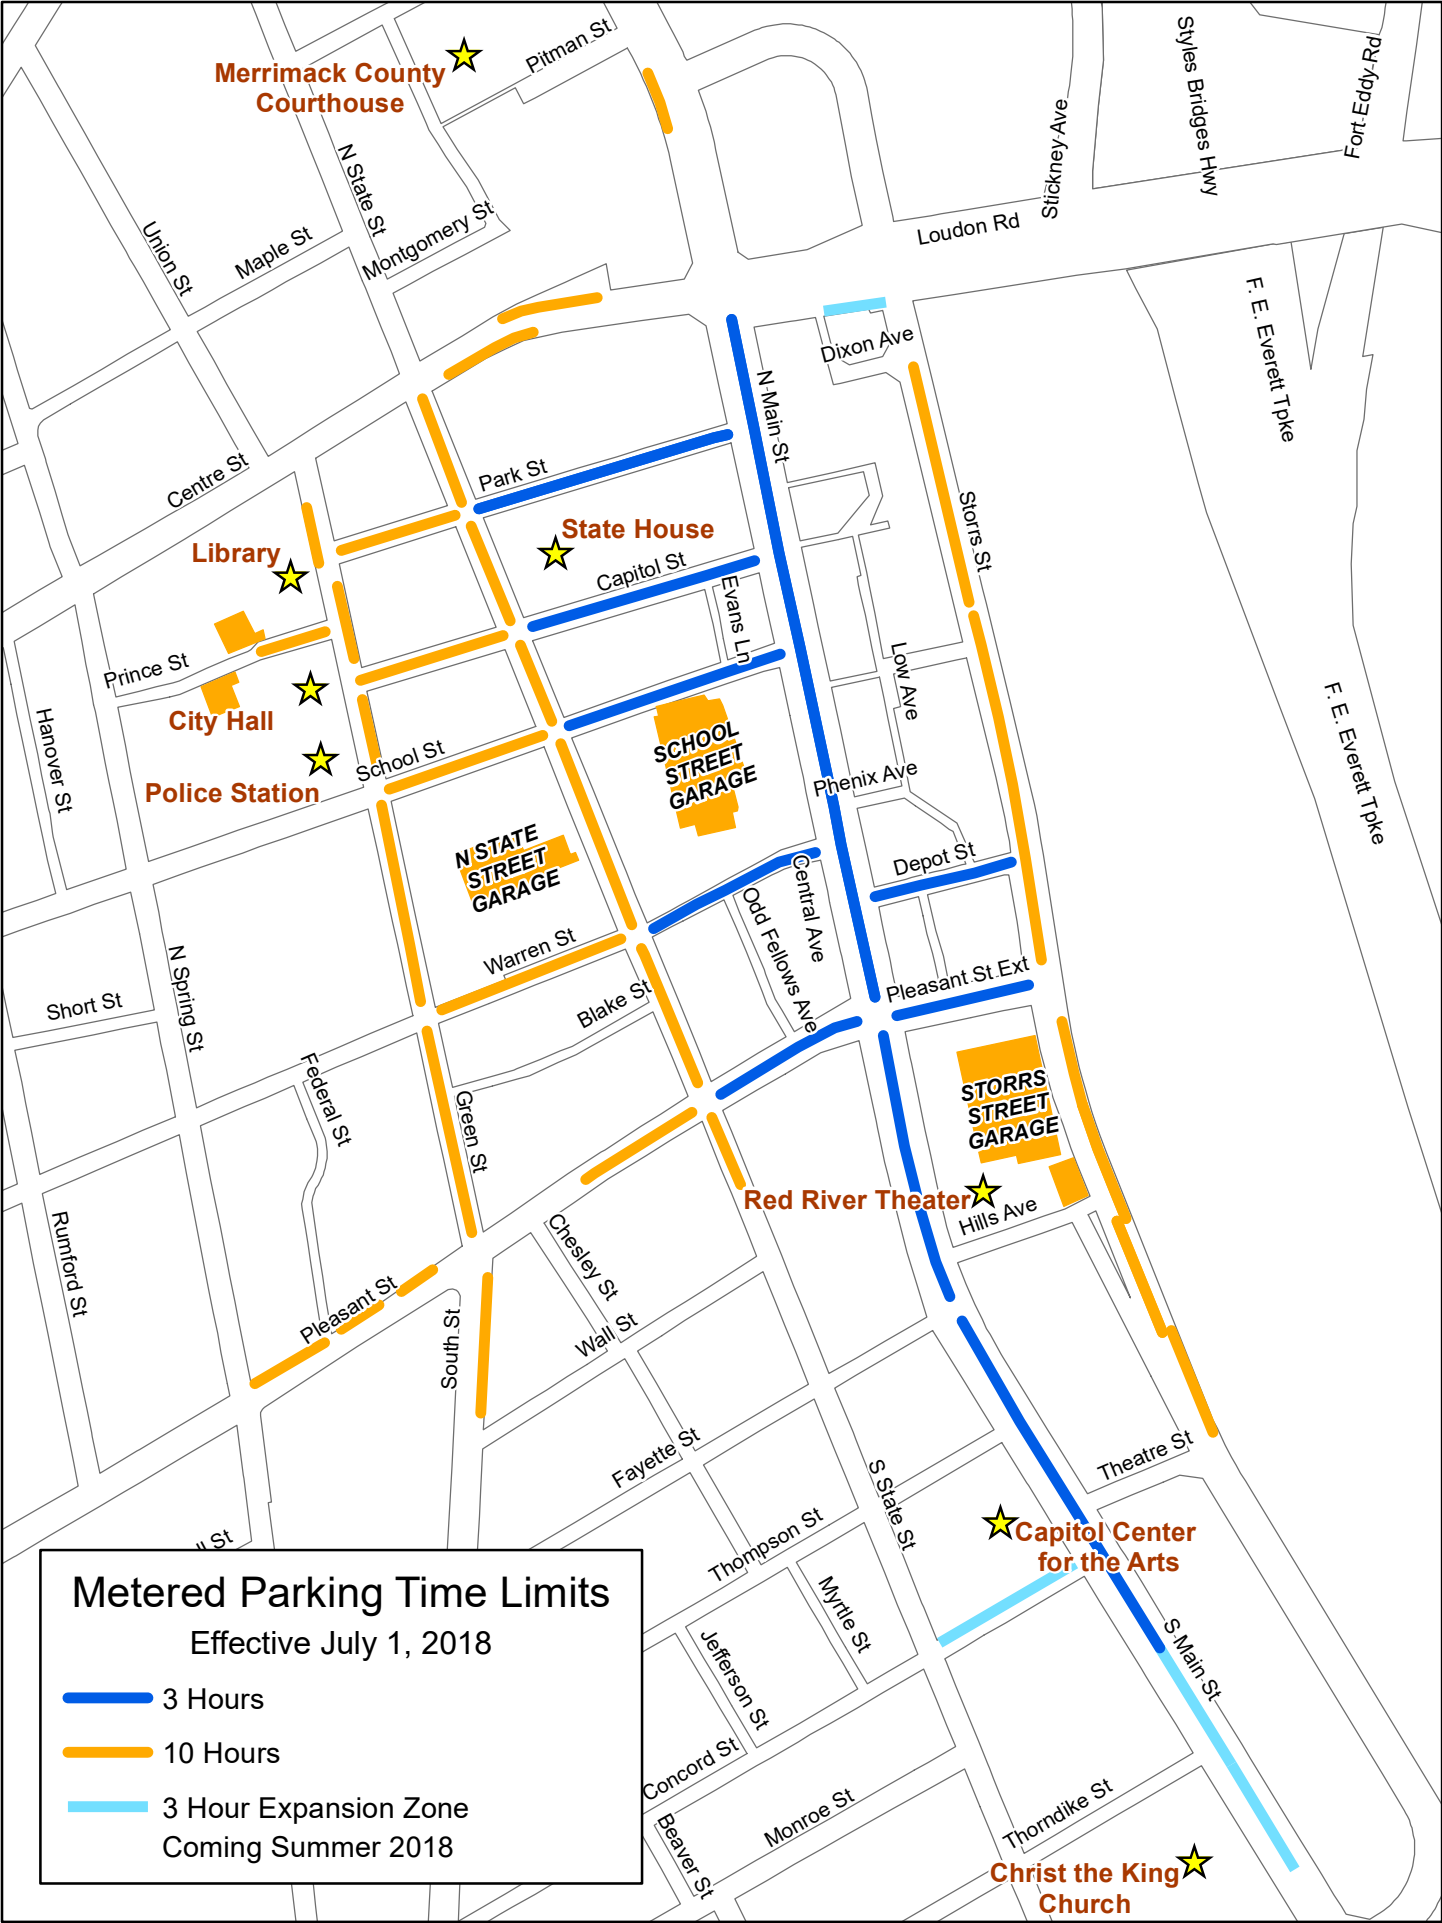 Merrimack County
Courthouse
Pitman St
Styles Bridges Hwy
Fort Eddy Rd
Stickney Ave
N State St
Union St
Maple St
Montgomery St
Loudon Rd
F. E. Everett Tpke
Dixon Ave
N Main St
Centre St
Park St
State House
Storrs St
Library
Capitol St
Evans Ln
Prince St
Low Ave
F. E. Everett Tpke
City Hall
Hanover St
School St
SCHOOL
STREET
GARAGE
Phenix Ave
Police Station
N STATE
STREET
GARAGE
Depot St
Central Ave
Odd Fellows Ave
Warren St
N Spring St
Pleasant St Ext
Blake St
Short St
Federal St
Green St
STORRS
STREET
GARAGE
Red River Theater
Hills Ave
Rumford St
Chesley St
Pleasant St
South St
Wall St
Fayette St
Theatre St
S State St
Thompson St
Capitol Center
for the Arts
ll St
Myrtle St
Jefferson St
S Main St
Concord St
Monroe St
Thorndike St
Beaver St
Christ the King
Church
Metered Parking Time Limits
Effective July 1, 2018
3 Hours
10 Hours
3 Hour Expansion Zone
Coming Summer 2018